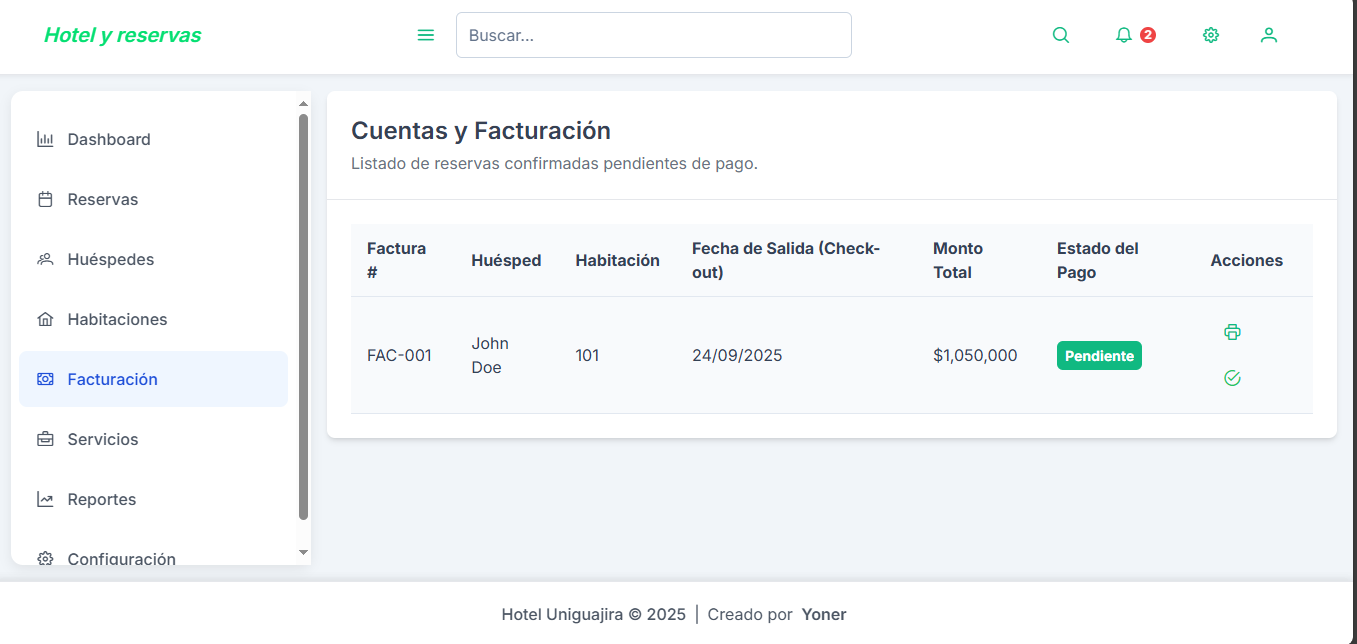 Hotel y reservas
Buscar...
2
Dashboard
Reservas
Huéspedes
Habitaciones
Facturación
Servicios
Reportes
Configuración
Cuentas y Facturación
Listado de reservas confirmadas pendientes de pago.
Factura # Huésped Habitación Fecha de Salida (Check-out) Monto Total Estado del Pago Acciones
FAC-001 John Doe 101 24/09/2025 $1,050,000 Pendiente
Hotel Uniguajira © 2025 | Creado por Yoner